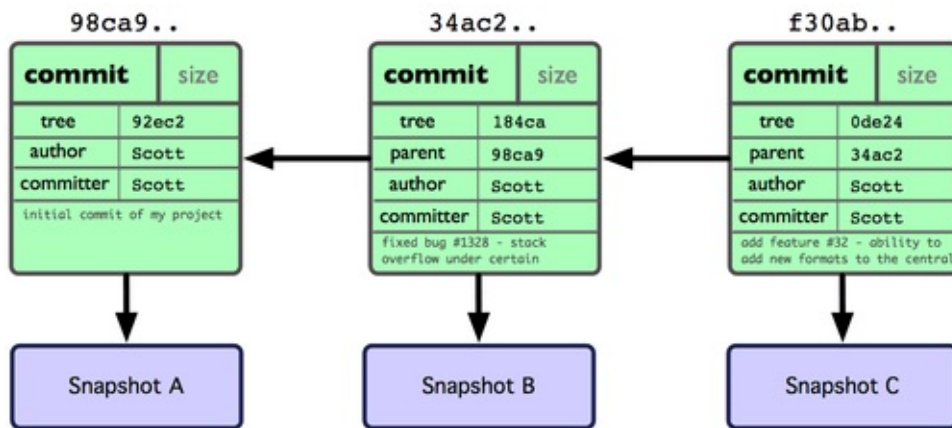 98ca9..
commit size
tree 92ec2
author Scott
committer Scott
initial commit of my project
Snapshot A
34ac2..
commit size
tree 184ca
parent 98ca9
author Scott
committer Scott
fixed bug #1328 - stack
overflow under certain
Snapshot B
f30ab..
commit size
tree 0de24
parent 34ac2
author Scott
committer Scott
add feature #32 - ability to
add new formats to the central
Snapshot C